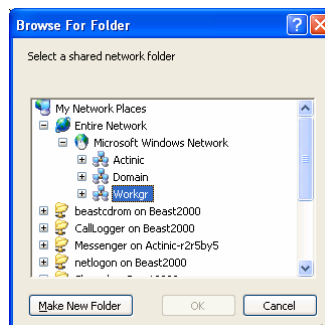 Browse For Folder
Select a shared network folder
My Network Places
Entire Network
Microsoft Windows Network
Actinic
Domain
Workgr
beastcdrom on Beast2000
CallLogger on Beast2000
Messenger on Actinic-r2r5by5
netlogon on Beast2000
Make New Folder
OK
Cancel